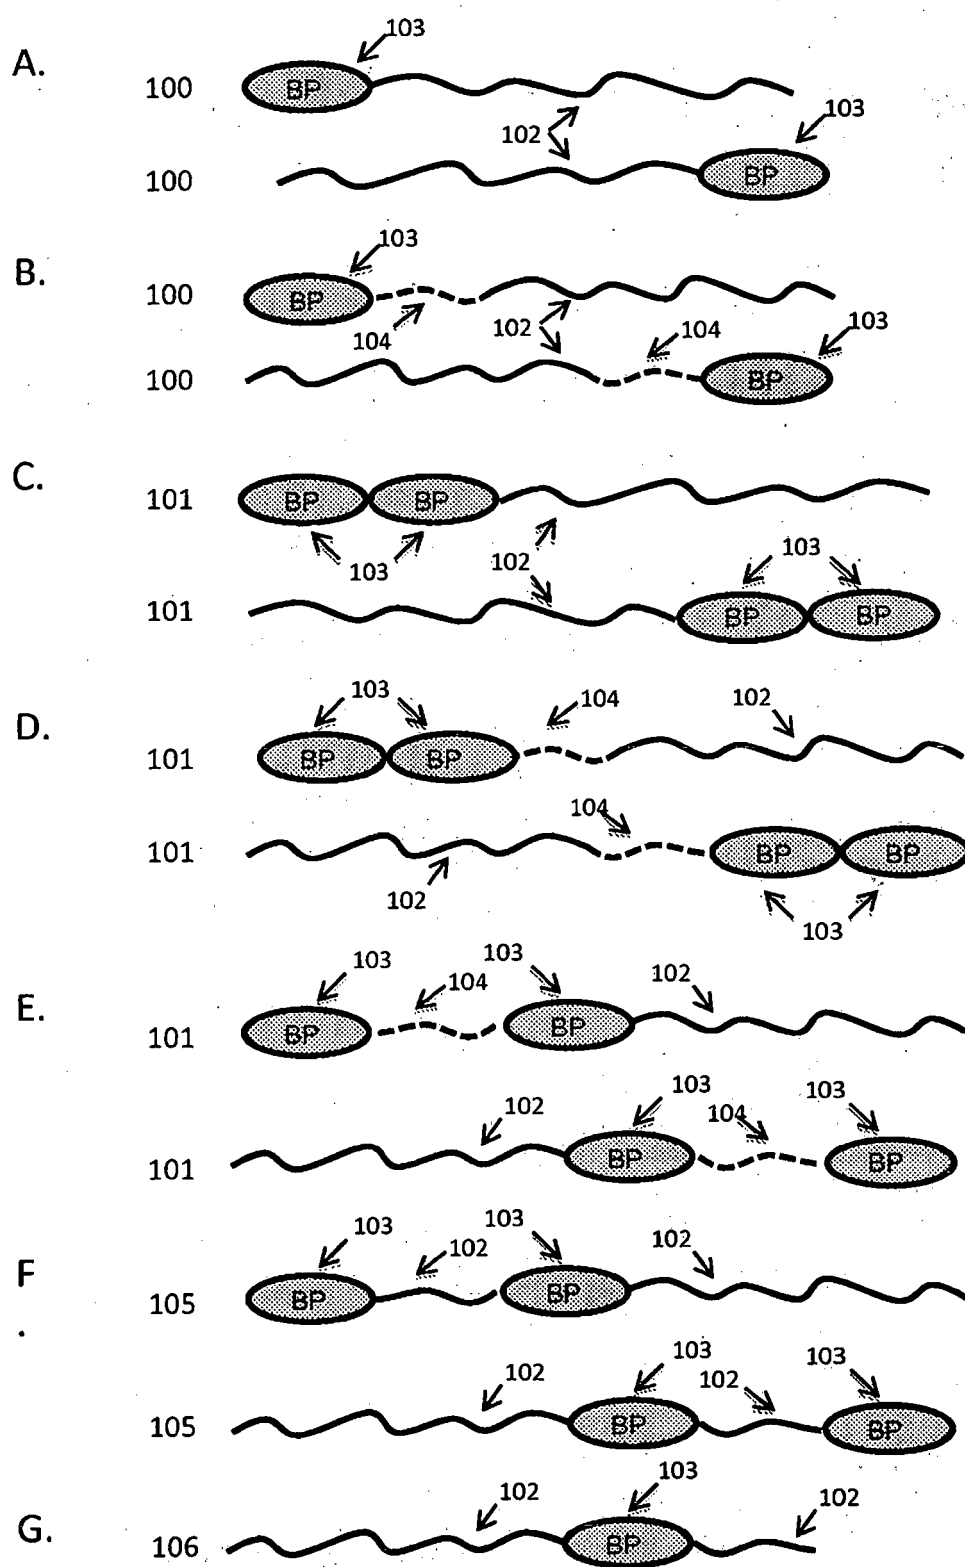 103
A.
100 BP
102 103
100 BP
103
B.
100 BP
104 102 104 103
100 BP
C.
101 BP BP
103 102 103
101 BP BP
103 104 102
D.
101 BP BP
104
101 BP BP
102 103
103 104 103 102
E.
101 BP BP
102 103 104 103
101 BP BP
103 102 103 102
F
105 BP BP
.
102 103 102 103
105 BP BP
102 103 102
G.
106 BP